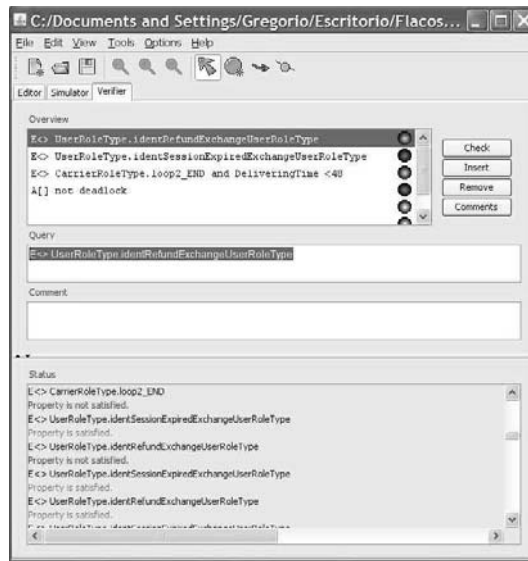 C:/Documents and Settings/Gregorio/Escritorio/Flacos...
File Edit View Tools Options Help
Editor Simulator Verifier
Overview
E<> UserRoleType.identRefundExchangeUserRoleType
E<> UserRoleType.identSessionExpiredExchangeUserRoleType
E<> CarrierRoleType.loop2_END and DeliveringTime <48
A[] not deadlock
Check
Insert
Remove
Comments
Query
E<> UserRoleType.identRefundExchangeUserRoleType
Comment
Status
E<> CarrierRoleType.loop2_END
Property is not satisfied.
E<> UserRoleType.identSessionExpiredExchangeUserRoleType
Property is satisfied.
E<> UserRoleType.identRefundExchangeUserRoleType
Property is not satisfied.
E<> UserRoleType.identSessionExpiredExchangeUserRoleType
Property is satisfied.
E<> UserRoleType.identRefundExchangeUserRoleType
Property is satisfied.
E<> UserRoleType.identSessionExpiredExchangeUserRoleType